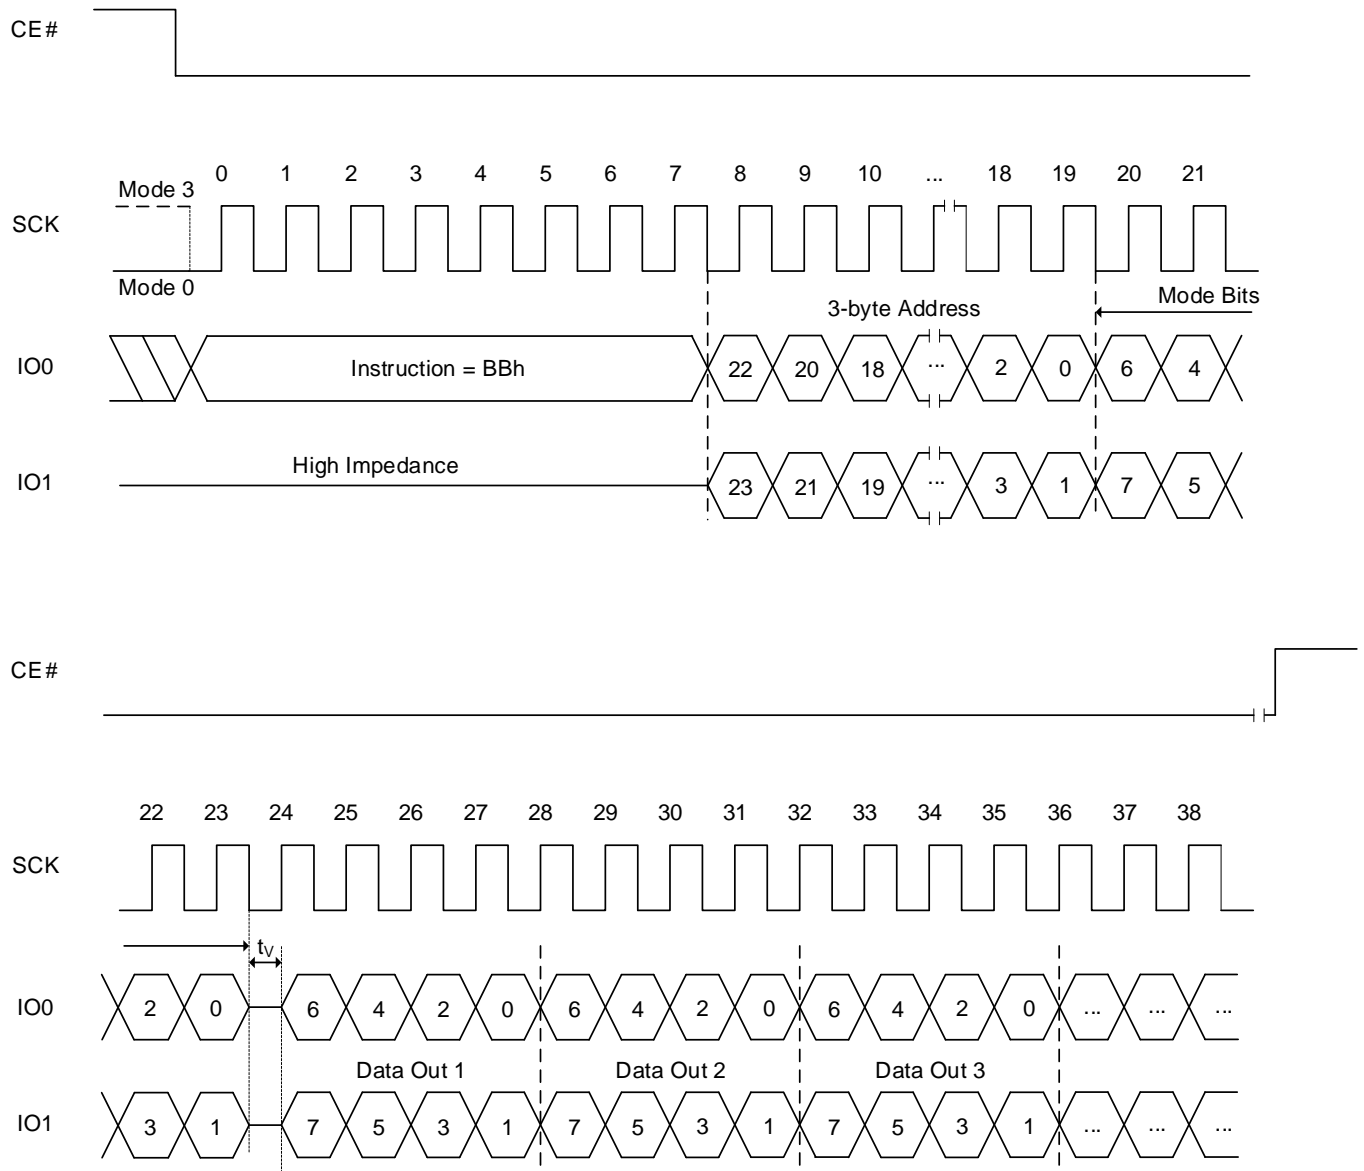 CE#
0 1 2 3 4 5 6 7 8 9 10 ... 18 19 20 21
Mode 3
SCK
Mode 0
3-byte Address
Mode Bits
IO0
Instruction = BBh
22 20 18 ... 2 0 6 4
High Impedance
IO1
23 21 19 ... 3 1 7 5
CE#
22 23 24 25 26 27 28 29 30 31 32 33 34 35 36 37 38
SCK
tV
IO0
2 0 6 4 2 0 6 4 2 0 6 4 2 0 ... ... ...
Data Out 1 Data Out 2 Data Out 3
IO1
3 1 7 5 3 1 7 5 3 1 7 5 3 1 ... ... ...